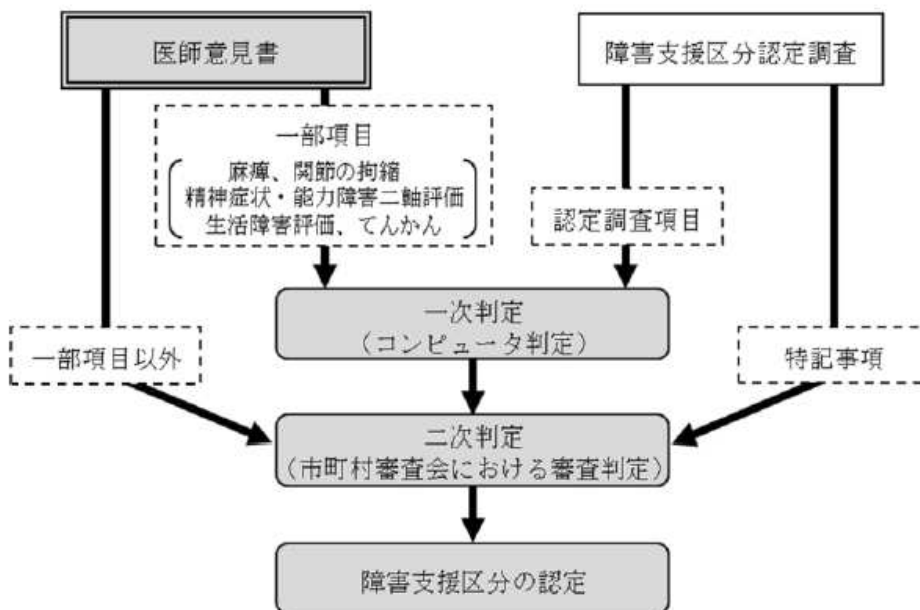 医師意見書
障害支援区分認定調査
一部項目
麻痺、関節の拘縮
精神症状・能力障害二軸評価
生活障害評価、てんかん
認定調査項目
一次判定
（コンピュータ判定）
一部項目以外
特記事項
二次判定
（市町村審査会における審査判定）
障害支援区分の認定